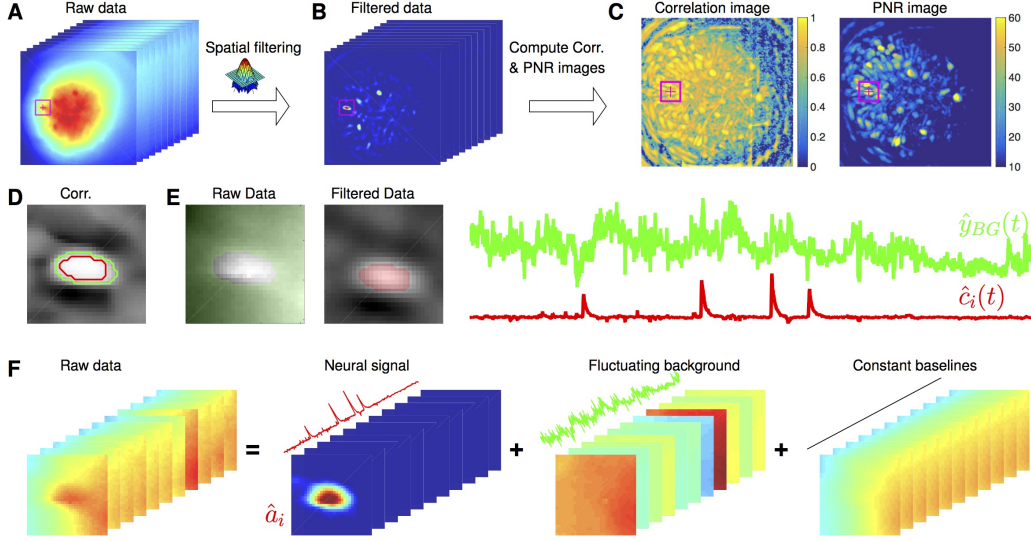 A Raw data
B Filtered data
C Correlation image PNR image
Spatial filtering
Compute Corr.
& PNR images
1
0.8
0.6
0.4
0.2
0
60
50
40
30
20
10
D Corr.
E Raw Data Filtered Data
ŷ_BG(t)
ĉ_i(t)
F Raw data Neural signal Fluctuating background Constant baselines
= + +
â_i